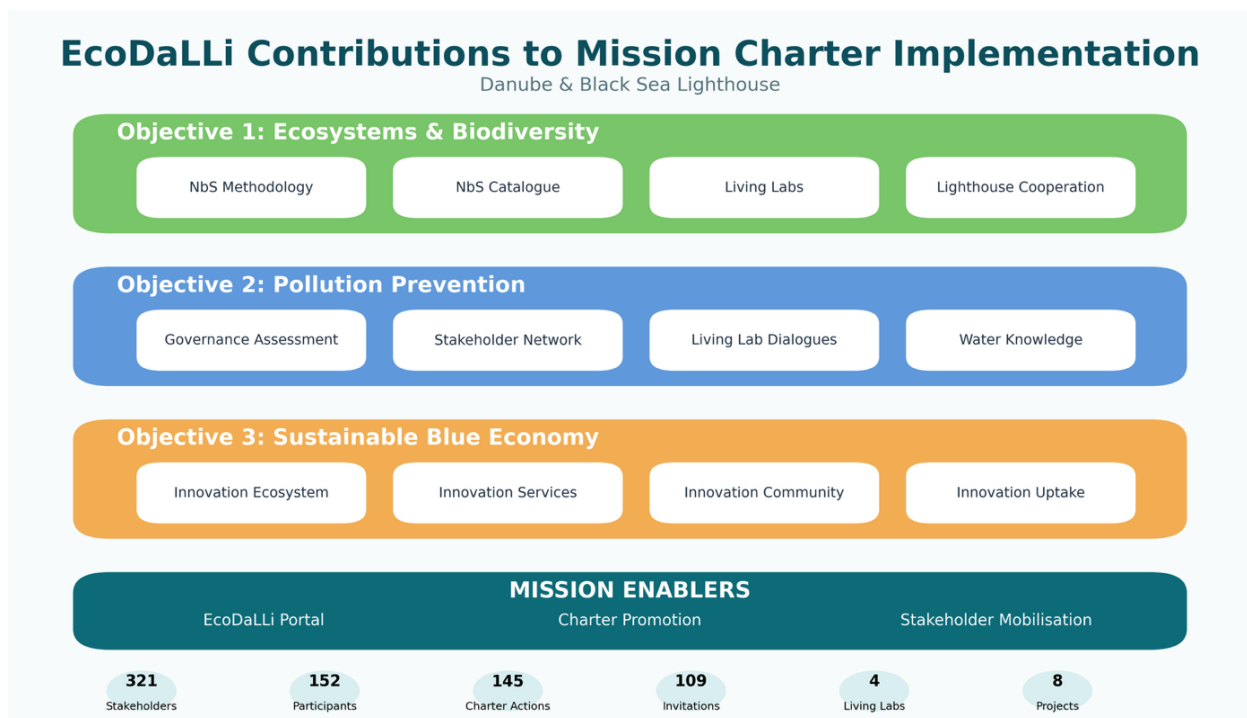 EcoDaLLi Contributions to Mission Charter Implementation
Danube & Black Sea Lighthouse
Objective 1: Ecosystems & Biodiversity
NbS Methodology
NbS Catalogue
Living Labs
Lighthouse Cooperation
Objective 2: Pollution Prevention
Governance Assessment
Stakeholder Network
Living Lab Dialogues
Water Knowledge
Objective 3: Sustainable Blue Economy
Innovation Ecosystem
Innovation Services
Innovation Community
Innovation Uptake
MISSION ENABLERS
EcoDaLLi Portal
Charter Promotion
Stakeholder Mobilisation
321
Stakeholders
152
Participants
145
Charter Actions
109
Invitations
4
Living Labs
8
Projects